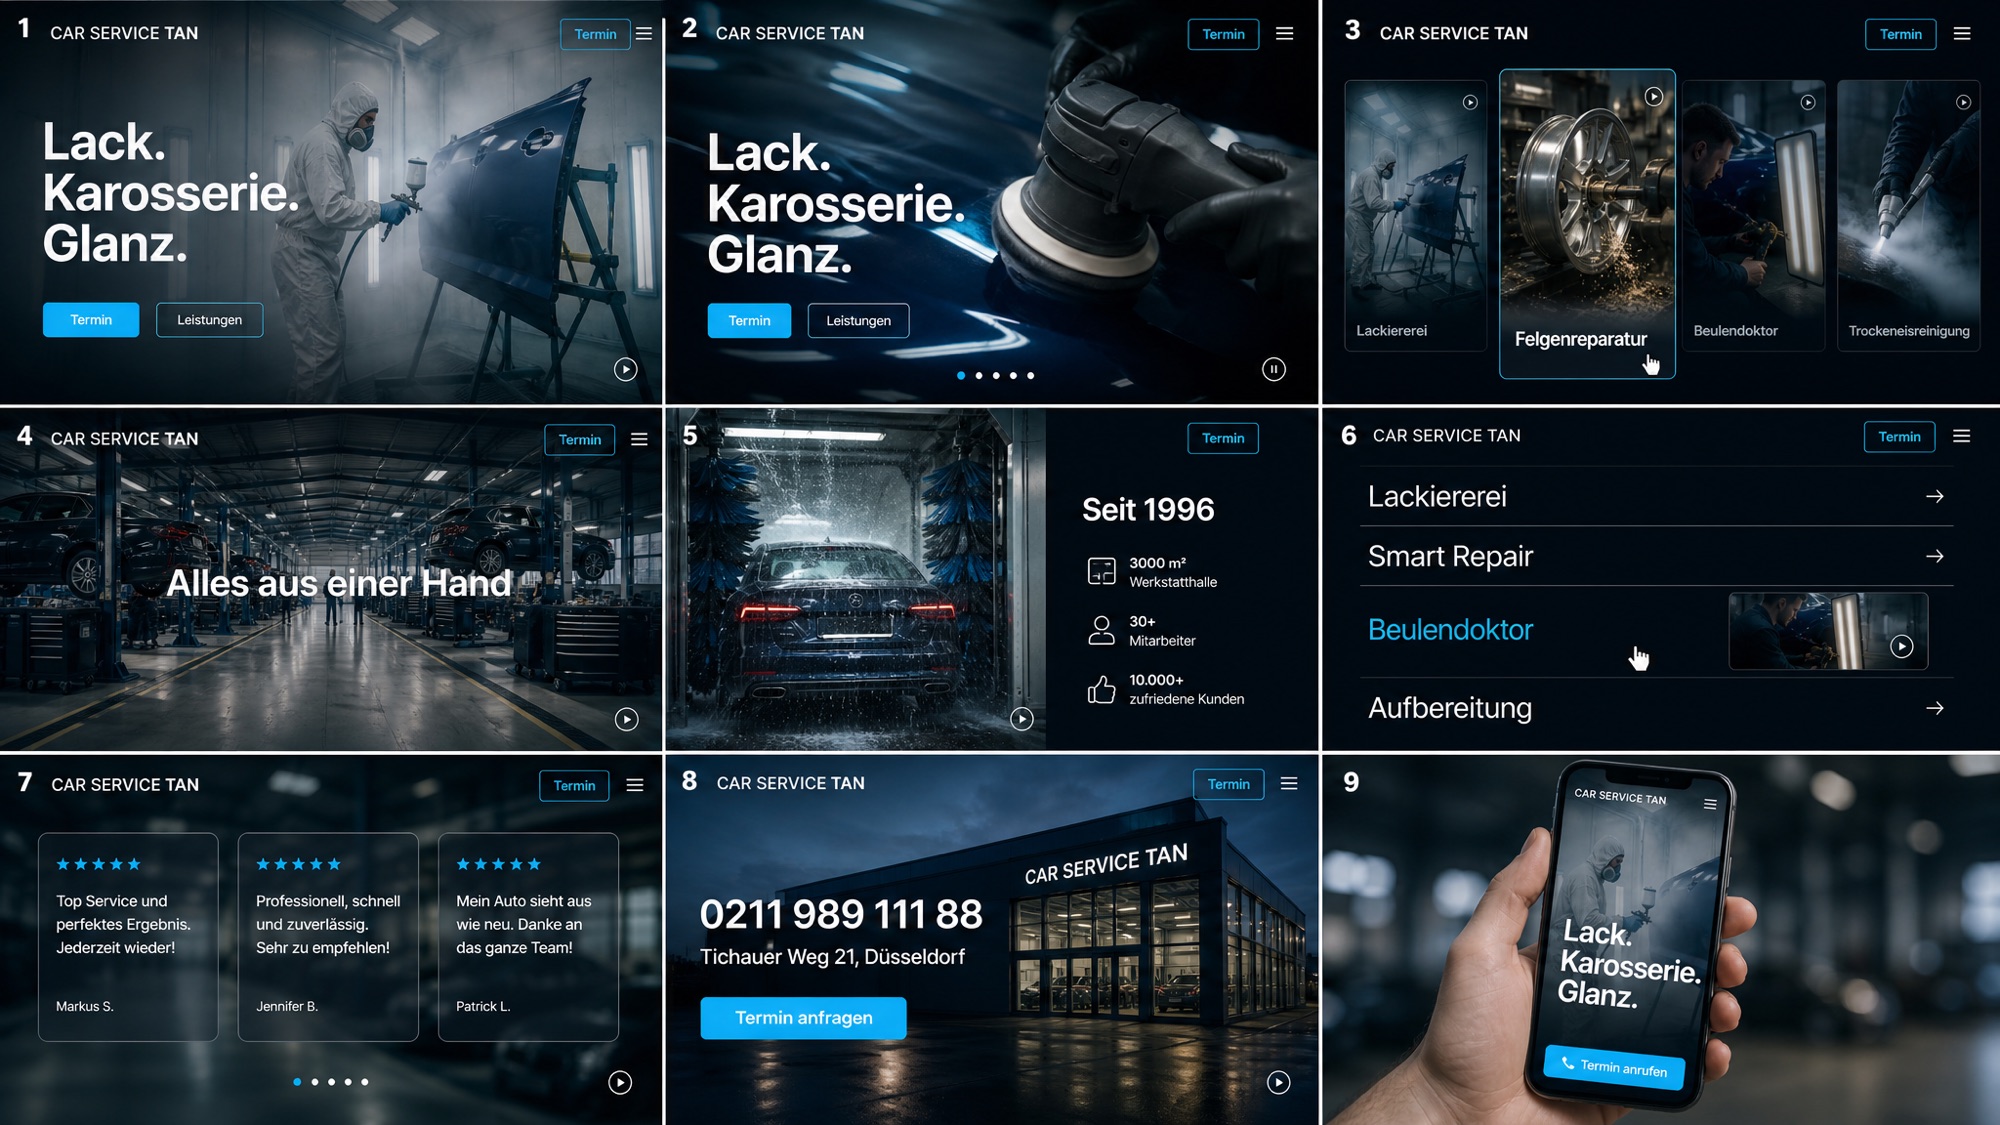 1
CAR SERVICE TAN
Termin
Lack.
Karosserie.
Glanz.
Termin
Leistungen
2
CAR SERVICE TAN
Termin
Lack.
Karosserie.
Glanz.
Termin
Leistungen
3
CAR SERVICE TAN
Termin
Lackiererei
Felgenreparatur
Beulendoktor
Trockeneisreinigung
4
CAR SERVICE TAN
Termin
Alles aus einer Hand
5
Termin
Seit 1996
3000 m²
Werkstatthalle
30+
Mitarbeiter
10.000+
zufriedene Kunden
6
CAR SERVICE TAN
Termin
Lackiererei
Smart Repair
Beulendoktor
Aufbereitung
7
CAR SERVICE TAN
Termin
Top Service und
perfektes Ergebnis.
Jederzeit wieder!
Markus S.
Professionell, schnell
und zuverlässig.
Sehr zu empfehlen!
Jennifer B.
Mein Auto sieht aus
wie neu. Danke an
das ganze Team!
Patrick L.
8
CAR SERVICE TAN
Termin
CAR SERVICE TAN
0211 989 111 88
Tichauer Weg 21, Düsseldorf
Termin anfragen
9
CAR SERVICE TAN
Lack.
Karosserie.
Glanz.
Termin anrufen